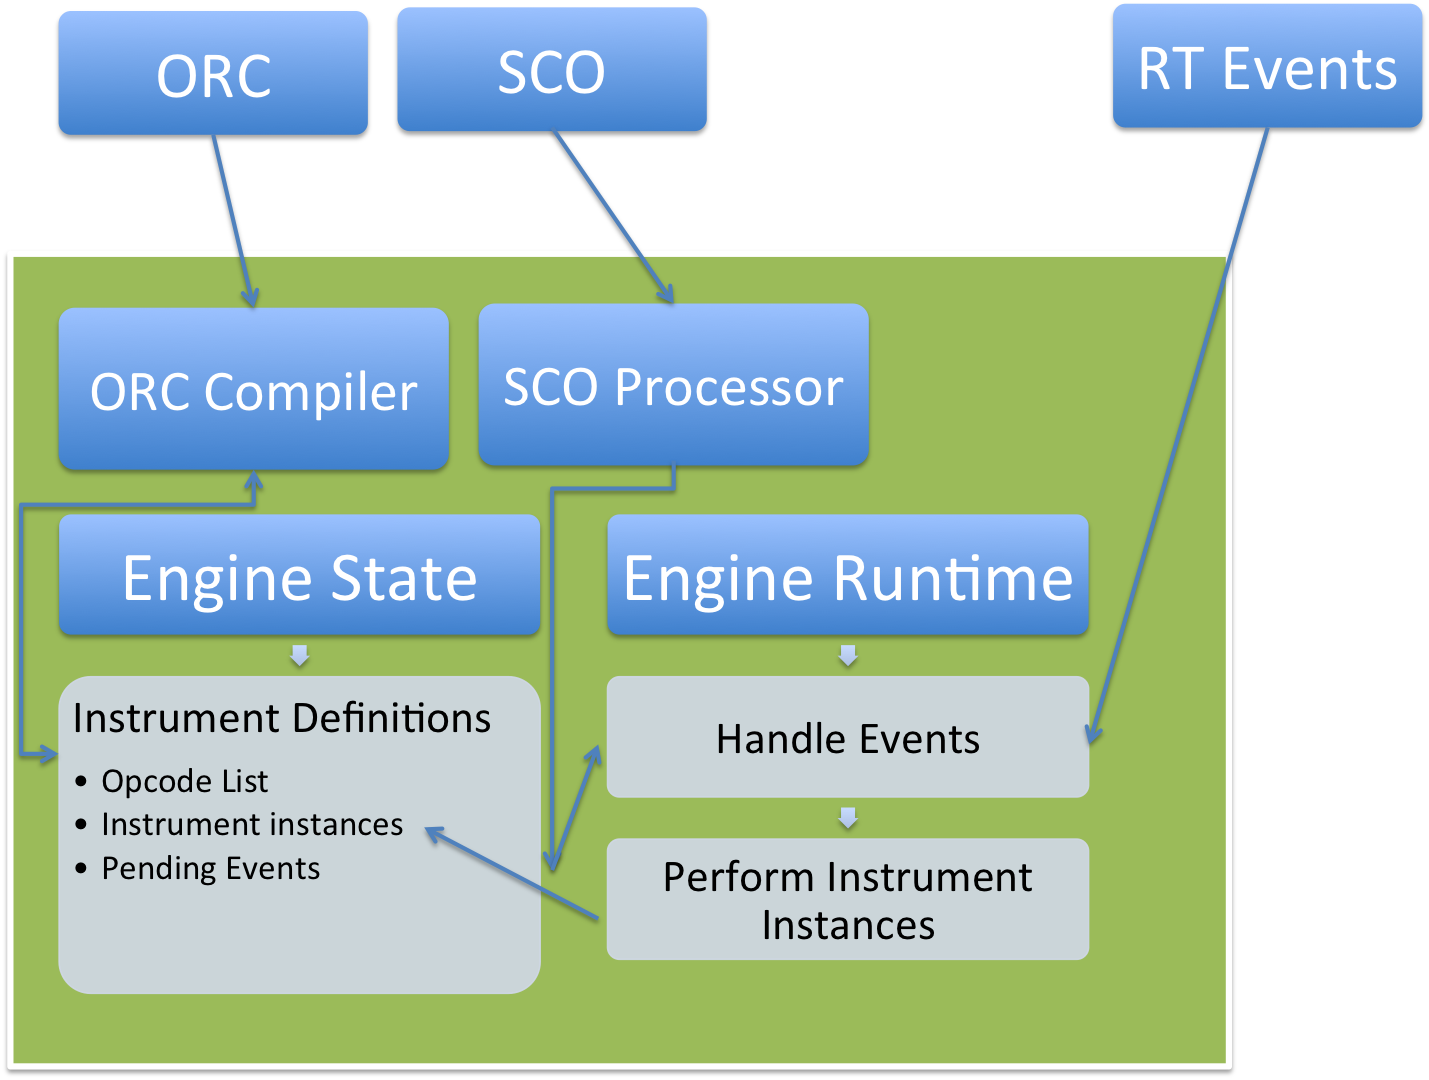 ORC
SCO
RT Events
ORC Compiler
SCO Processor
Engine State
Engine Runtime
Instrument Definitions
• Opcode List
• Instrument instances
• Pending Events
Handle Events
Perform Instrument
Instances